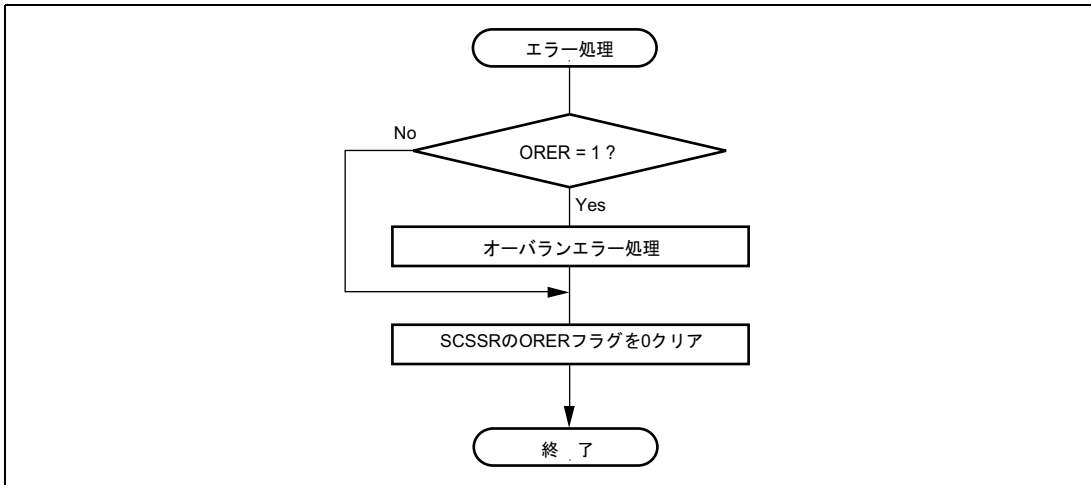 エラー処理
No
ORER = 1 ?
Yes
オーバランエラー処理
SCSSRのORERフラグを0クリア
終 了